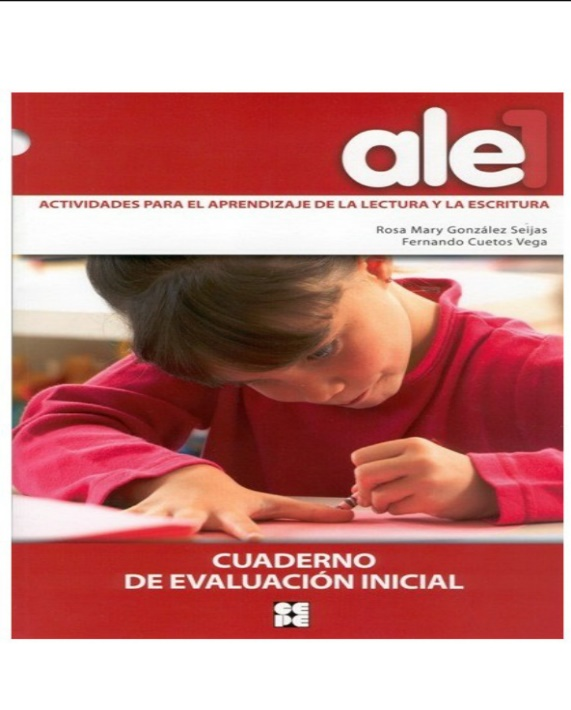 ale1
ACTIVIDADES PARA EL APRENDIZAJE DE LA LECTURA Y LA ESCRITURA
Rosa Mary González Seijas
Fernando Cuetos Vega
CUADERNO
DE EVALUACIÓN INICIAL
CE
PE